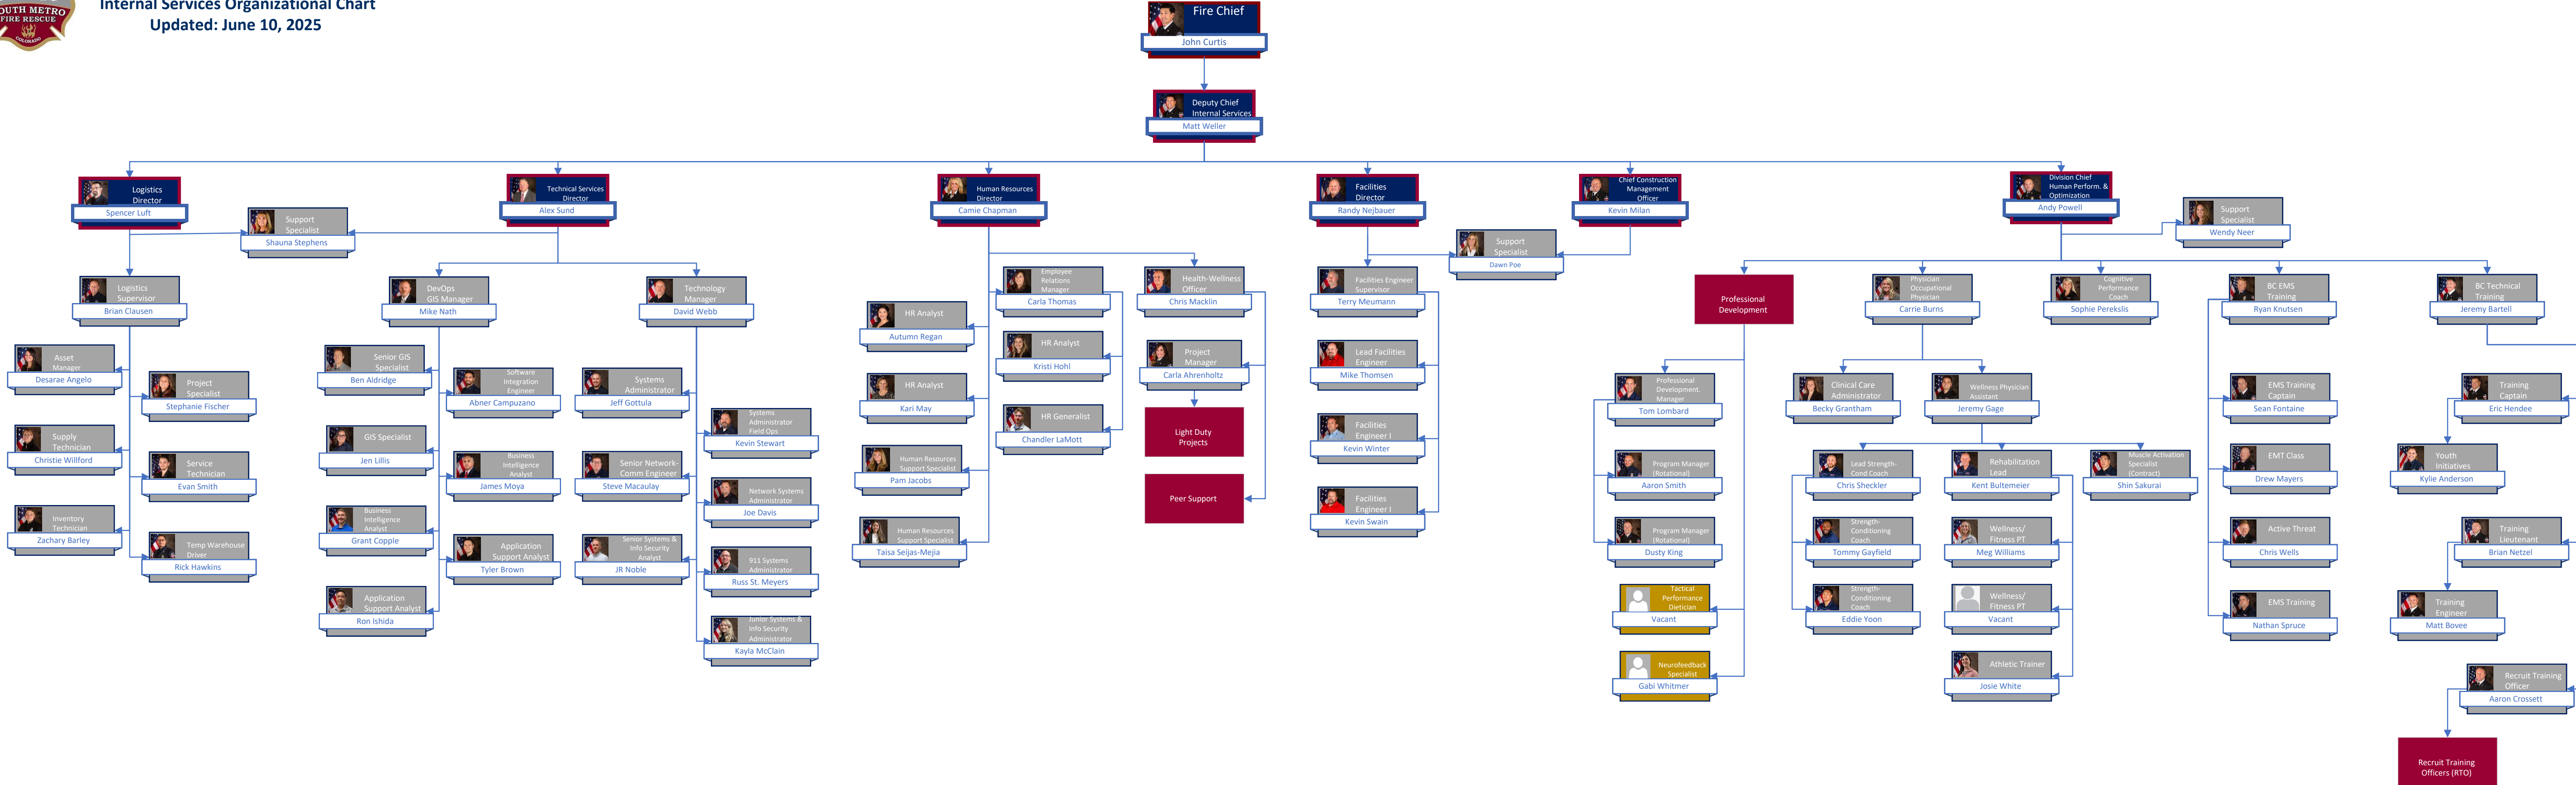 Internal Services Organizational Chart
Updated: June 10, 2025
SOUTH METRO
FIRE RESCUE
COLORADO
Fire Chief
John Curtis
Deputy Chief
Internal Services
Matt Weller
Logistics
Director
Spencer Luft
Technical Services
Director
Alex Sund
Human Resources
Director
Camie Chapman
Facilities
Director
Randy Nejbauer
Chief Construction
Management
Officer
Kevin Milan
Division Chief
Human Perform. &
Optimization
Andy Powell
Support
Specialist
Shauna Stephens
Support
Specialist
Dawn Poe
Support
Specialist
Wendy Neer
Logistics
Supervisor
Brian Clausen
Asset
Manager
Desarae Angelo
Project
Specialist
Stephanie Fischer
Supply
Technician
Christie Willford
Service
Technician
Evan Smith
Inventory
Technician
Zachary Barley
Temp Warehouse
Driver
Rick Hawkins
DevOps
GIS Manager
Mike Nath
Senior GIS
Specialist
Ben Aldridge
Software
Integration
Engineer
Abner Campuzano
GIS Specialist
Jen Lillis
Business
Intelligence
Analyst
James Moya
Business
Intelligence
Analyst
Grant Copple
Application
Support Analyst
Tyler Brown
Application
Support Analyst
Ron Ishida
Technology
Manager
David Webb
Systems
Administrator
Jeff Gottula
Systems
Administrator
Field Ops
Kevin Stewart
Senior Network-
Comm Engineer
Steve Macaulay
Network Systems
Administrator
Joe Davis
Senior Systems &
Info Security
Analyst
JR Noble
911 Systems
Administrator
Russ St. Meyers
Junior Systems &
Info Security
Administrator
Kayla McClain
Employee
Relations
Manager
Carla Thomas
HR Analyst
Autumn Regan
HR Analyst
Kristi Hohl
HR Analyst
Kari May
HR Generalist
Chandler LaMott
Human Resources
Support Specialist
Pam Jacobs
Human Resources
Support Specialist
Taisa Seijas-Mejia
Health-Wellness
Officer
Chris Macklin
Project
Manager
Carla Ahrenholtz
Light Duty
Projects
Peer Support
Facilities Engineer
Supervisor
Terry Meumann
Lead Facilities
Engineer
Mike Thomsen
Facilities
Engineer I
Kevin Winter
Facilities
Engineer I
Kevin Swain
Professional
Development
Professional
Development.
Manager
Tom Lombard
Program Manager
(Rotational)
Aaron Smith
Program Manager
(Rotational)
Dusty King
Tactical
Performance
Dietician
Vacant
Neurofeedback
Specialist
Gabi Whitmer
Physician
Occupational
Physician
Carrie Burns
Clinical Care
Administrator
Becky Grantham
Wellness Physician
Assistant
Jeremy Gage
Lead Strength-
Cond Coach
Chris Sheckler
Strength-
Conditioning
Coach
Tommy Gayfield
Strength-
Conditioning
Coach
Eddie Yoon
Rehabilitation
Lead
Kent Bultemeier
Wellness/
Fitness PT
Meg Williams
Wellness/
Fitness PT
Vacant
Athletic Trainer
Josie White
Muscle Activation
Specialist
(Contract)
Shin Sakurai
Cognitive
Performance
Coach
Sophie Perekslis
BC EMS
Training
Ryan Knutsen
EMS Training
Captain
Sean Fontaine
EMT Class
Drew Mayers
Active Threat
Chris Wells
EMS Training
Nathan Spruce
BC Technical
Training
Jeremy Bartell
Training
Captain
Eric Hendee
Youth
Initiatives
Kylie Anderson
Training
Lieutenant
Brian Netzel
Training
Engineer
Matt Bovee
Recruit Training
Officer
Aaron Crossett
Recruit Training
Officers (RTO)